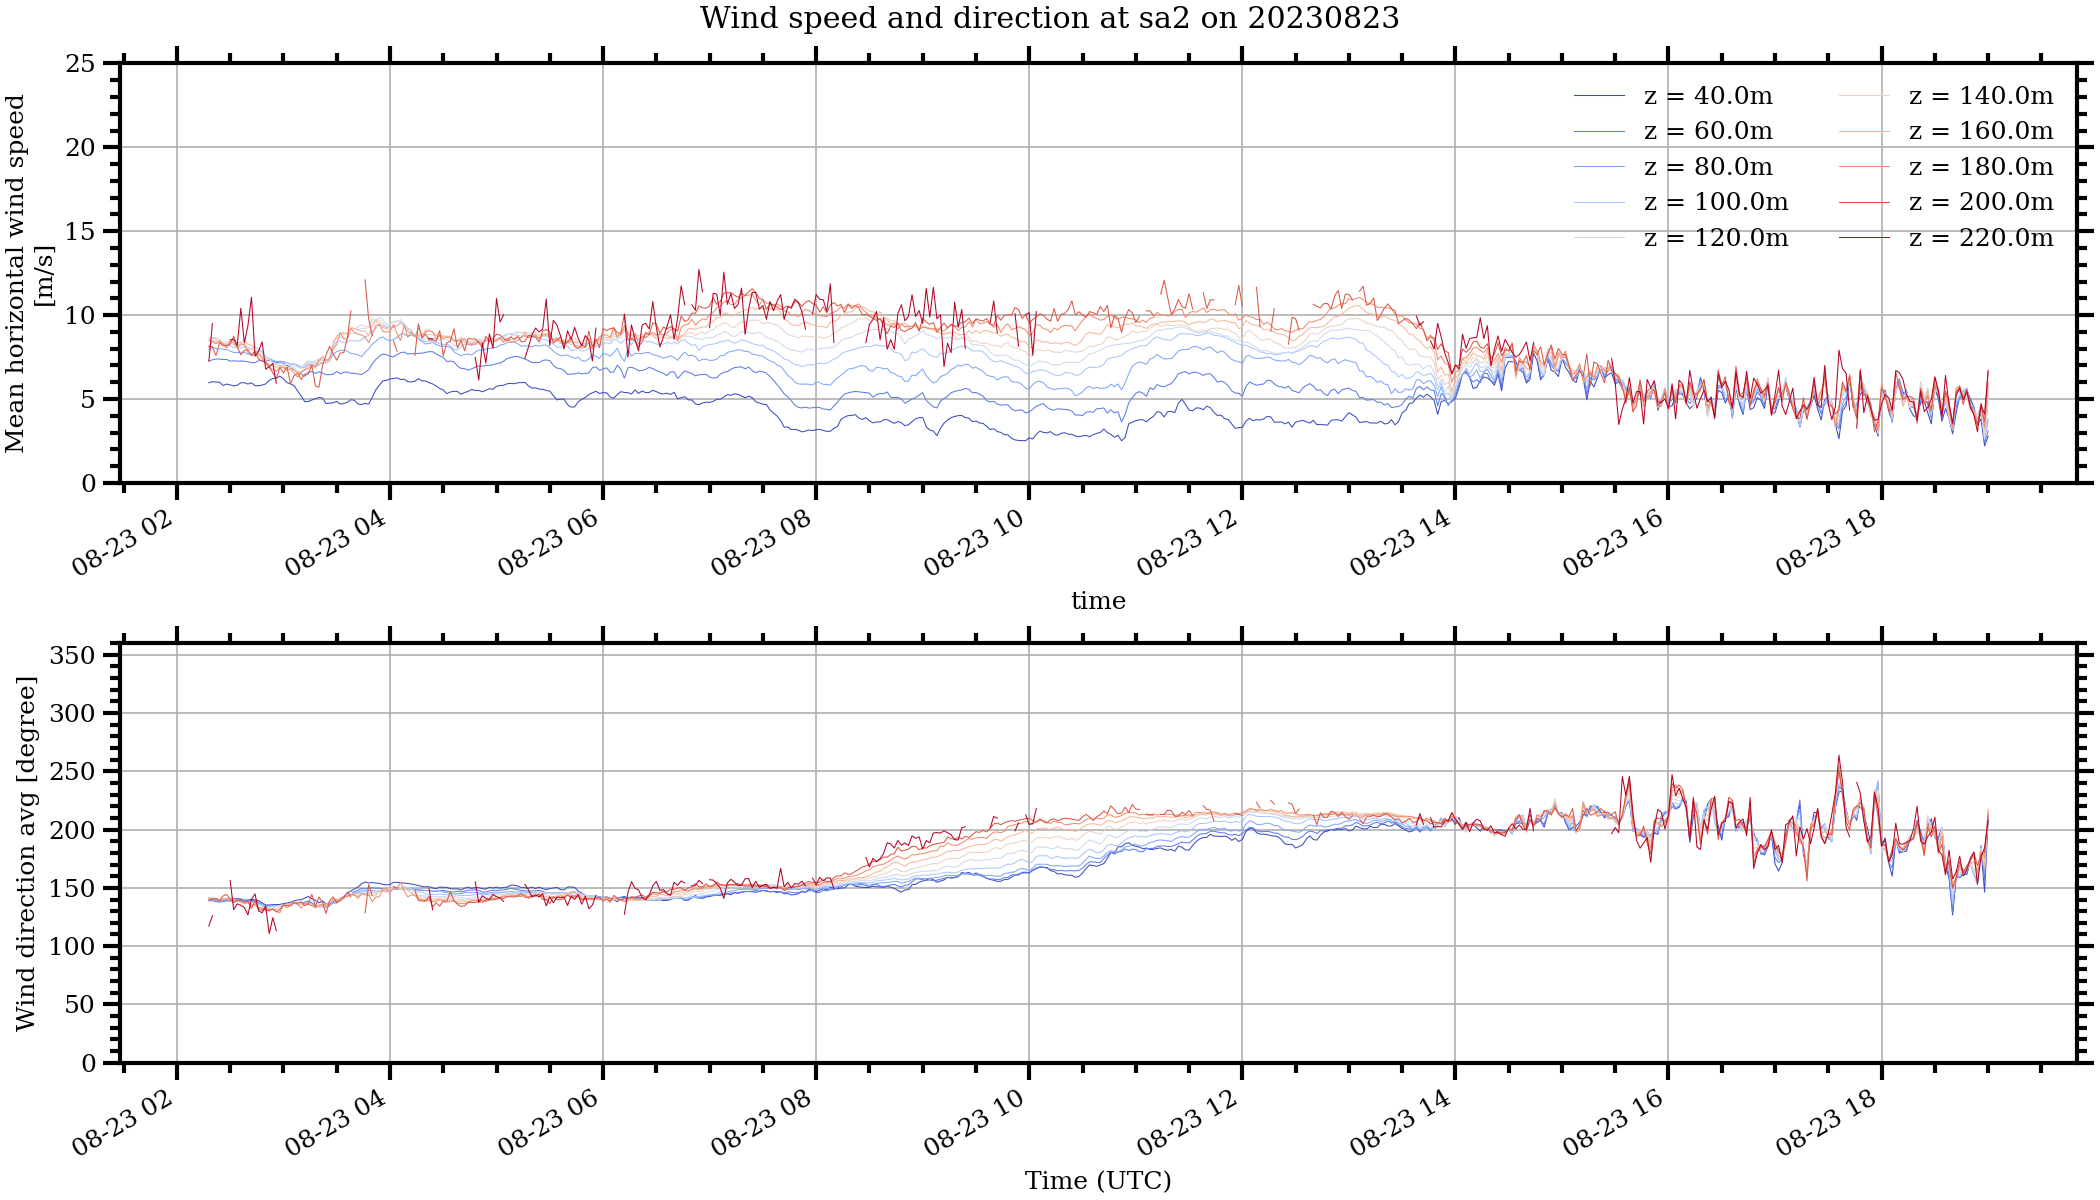 Wind speed and direction at sa2 on 20230823
Mean horizontal wind speed
[m/s]
25
20
15
10
5
0
z = 40.0m
z = 60.0m
z = 80.0m
z = 100.0m
z = 120.0m
z = 140.0m
z = 160.0m
z = 180.0m
z = 200.0m
z = 220.0m
08-23 02
08-23 04
08-23 06
08-23 08
08-23 10
08-23 12
08-23 14
08-23 16
08-23 18
time
Wind direction avg [degree]
350
300
250
200
150
100
50
0
08-23 02
08-23 04
08-23 06
08-23 08
08-23 10
08-23 12
08-23 14
08-23 16
08-23 18
Time (UTC)